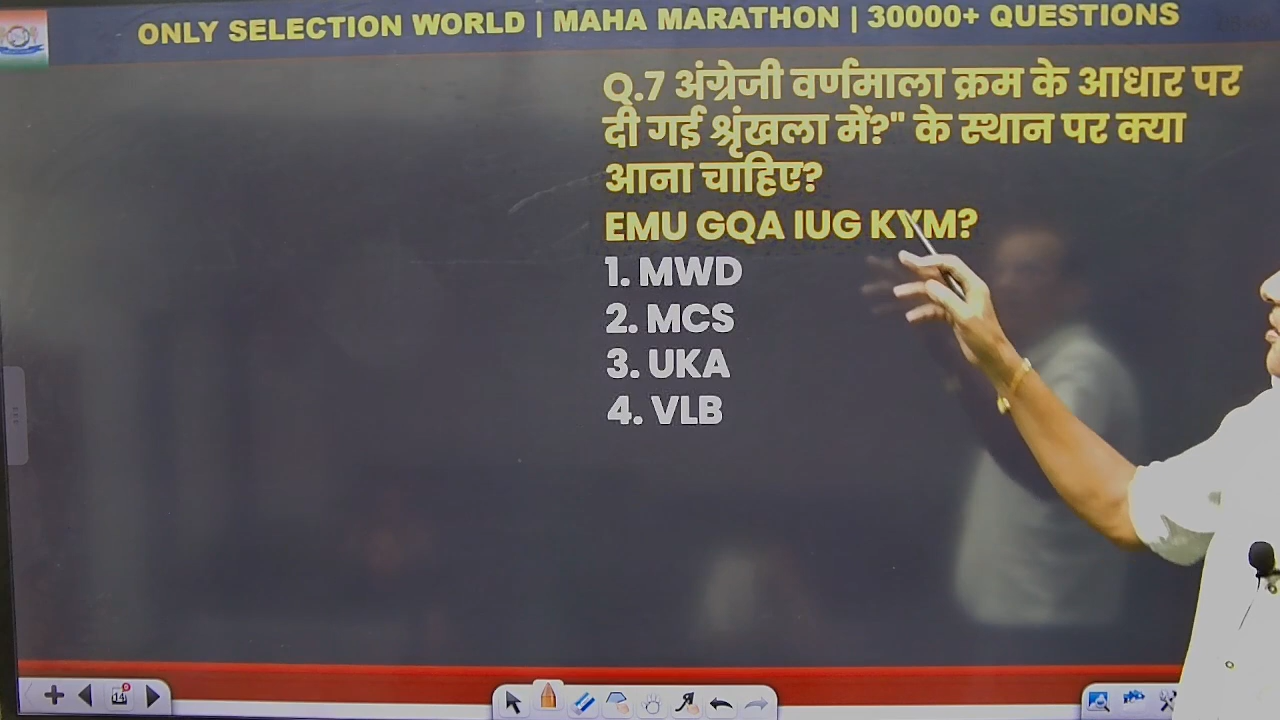 ONLY SELECTION WORLD | MAHA MARATHON | 30000+ QUESTIONS
Q.7 अंग्रेजी वर्णमाला क्रम के आधार पर
दी गई श्रृंखला में?" के स्थान पर क्या
आना चाहिए?
EMU GQA IUG KYM?
1. MWD
2. MCS
3. UKA
4. VLB
14